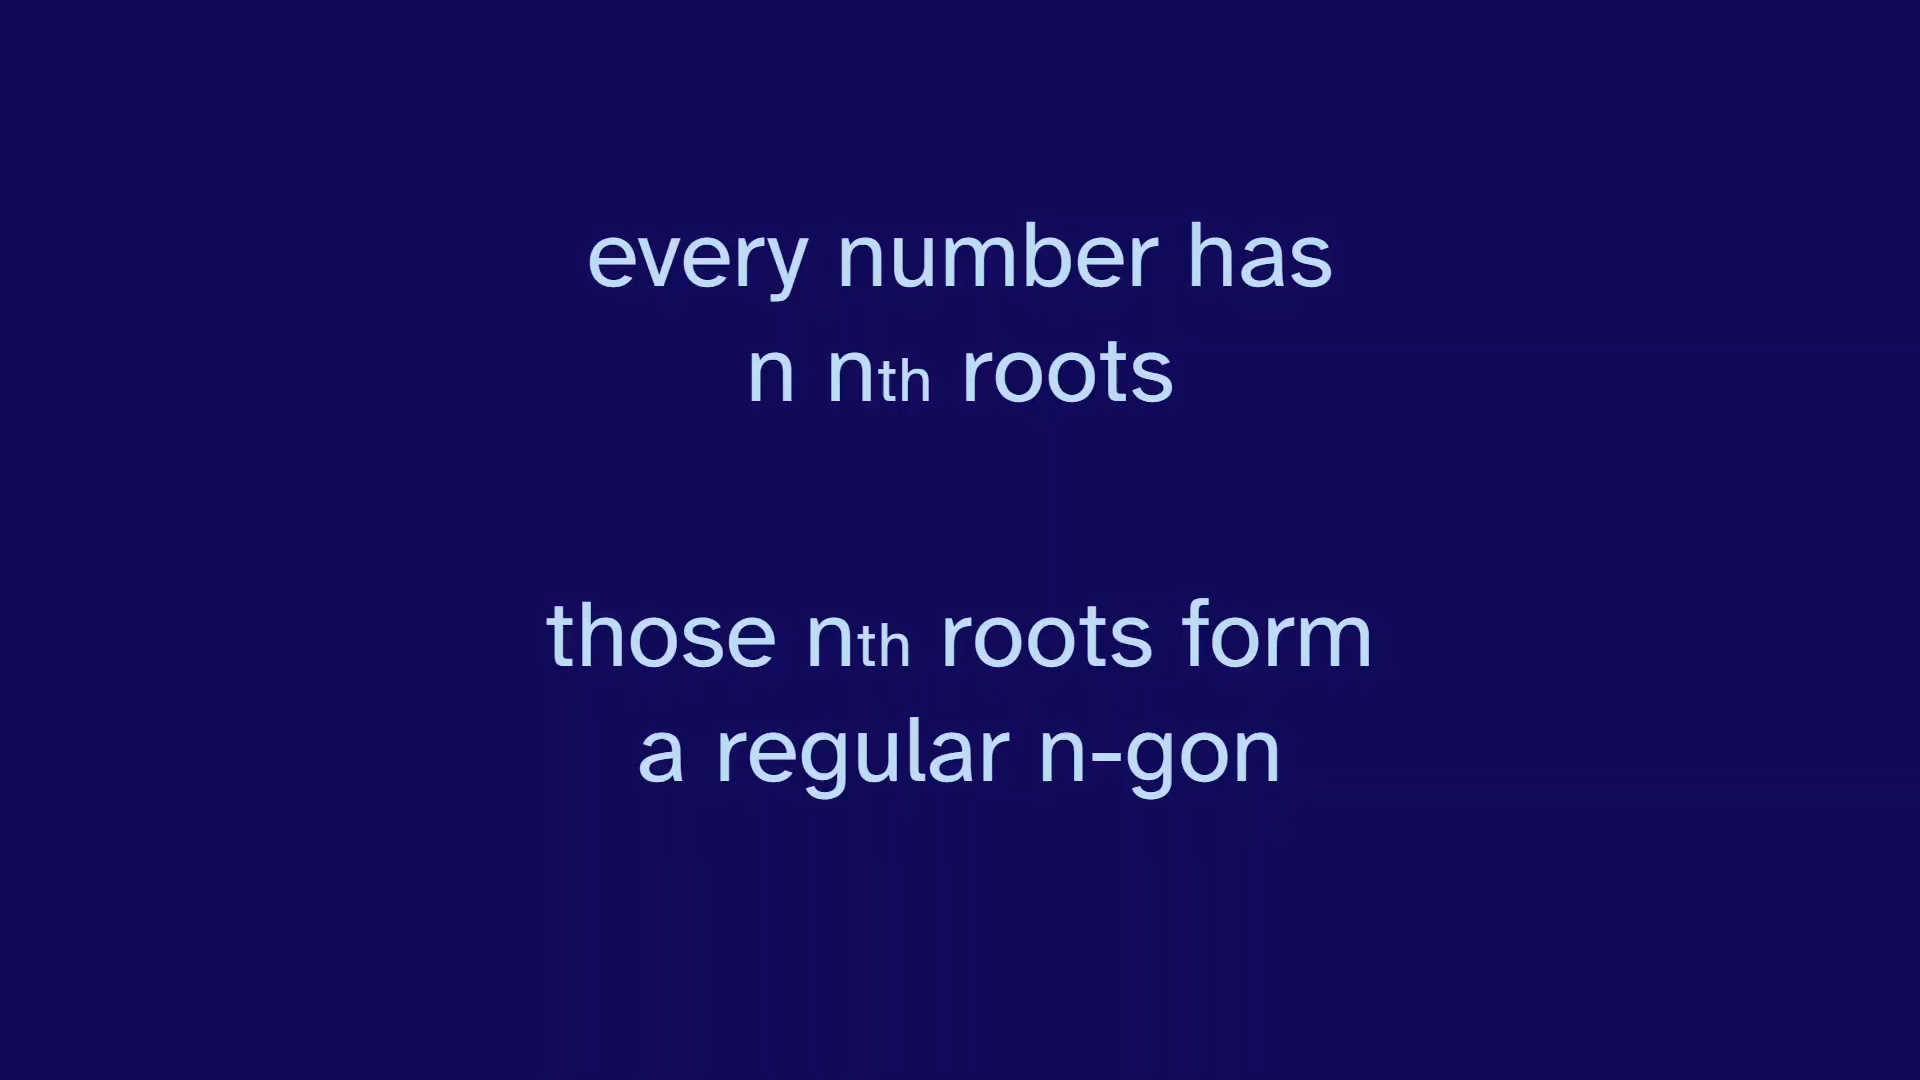 every number has
n nth roots
those nth roots form
a regular n-gon